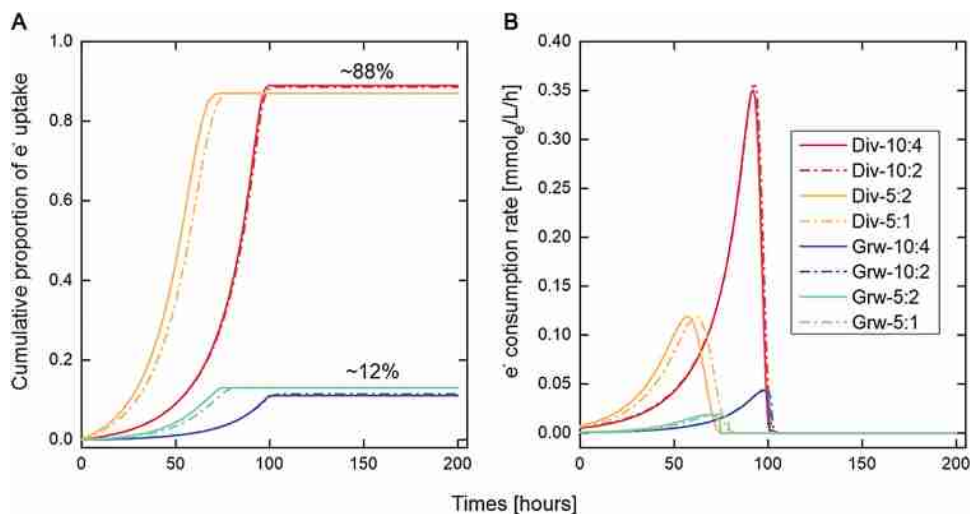 A
B
Cumulative proportion of e⁻ uptake
1.0
0.8
0.6
0.4
0.2
0.0
~88%
~12%
0
50
100
150
200
e⁻ consumption rate [mmolₑ/L/h]
0.40
0.35
0.30
0.25
0.20
0.15
0.10
0.05
0.00
Div-10:4
Div-10:2
Div-5:2
Div-5:1
Grw-10:4
Grw-10:2
Grw-5:2
Grw-5:1
0
50
100
150
200
Times [hours]